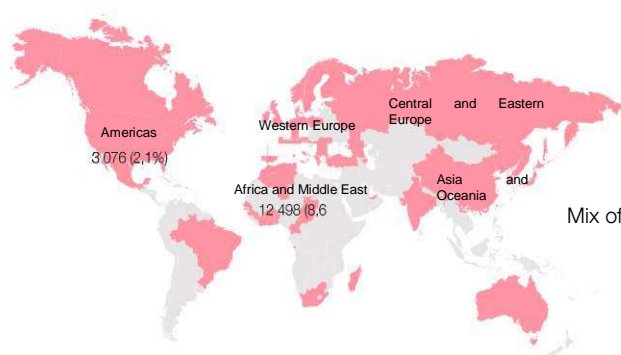 Central and Eastern
Europe
Western Europe
Americas
3 076 (2,1%)
Africa and Middle East
12 498 (8,6
Asia and
Oceania
Mix of